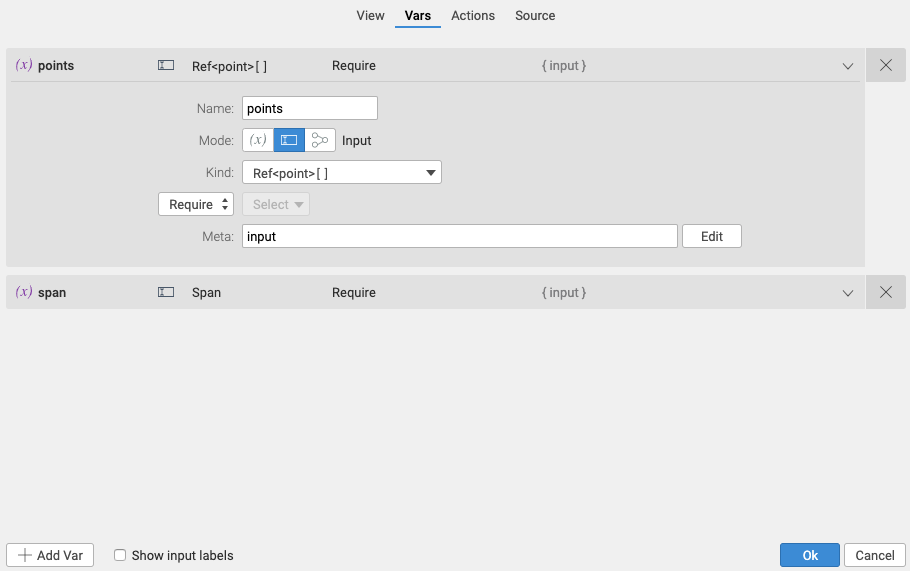 View Vars Actions Source
(x) points Ref<point>[ ] Require { input }
Name: points
Mode: (x) Input
Kind: Ref<point>[ ]
Require Select
Meta: input Edit
(x) span Span Require { input }
Add Var Show input labels Ok Cancel